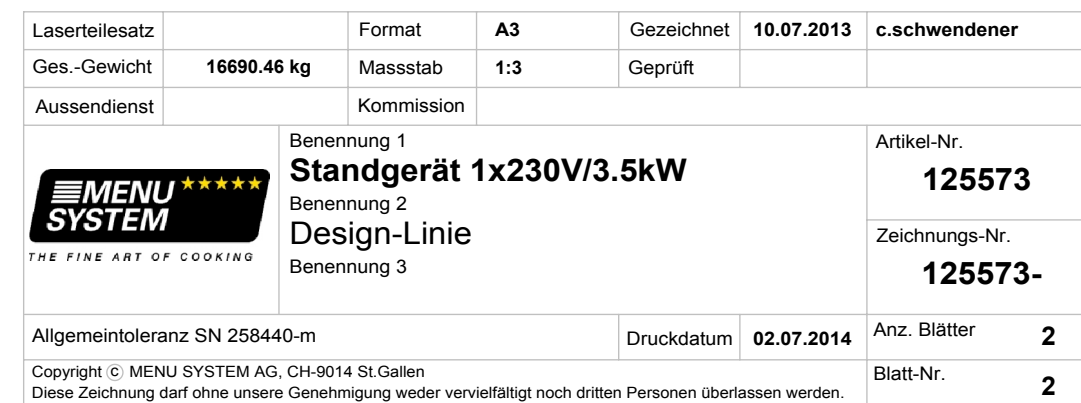 Laserteilesatz Format A3 Gezeichnet 10.07.2013 c.schwendener
Ges.-Gewicht 16690.46 kg Massstab 1:3 Geprüft
Aussendienst Kommission
MENU
SYSTEM
THE FINE ART OF COOKING
Benennung 1
Standgerät 1x230V/3.5kW
Benennung 2
Design-Linie
Benennung 3
Artikel-Nr.
125573
Zeichnungs-Nr.
125573-
Allgemeintoleranz SN 258440-m Druckdatum 02.07.2014 Anz. Blätter 2
Copyright © MENU SYSTEM AG, CH-9014 St.Gallen
Diese Zeichnung darf ohne unsere Genehmigung weder vervielfältigt noch dritten Personen überlassen werden.
Blatt-Nr. 2